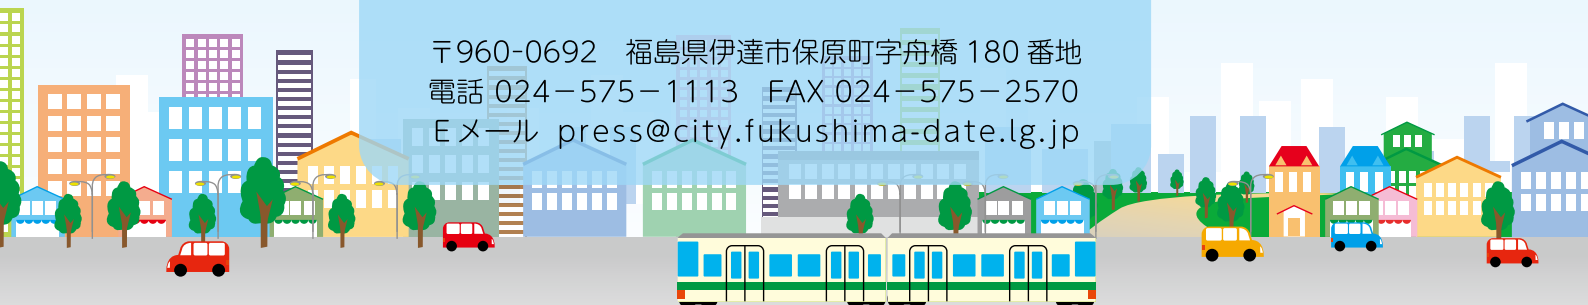 〒960-0692　福島県伊達市保原町字舟橋 180 番地
電話 024－575－1113　FAX 024－575－2570
Ｅメール　press@city.fukushima-date.lg.jp